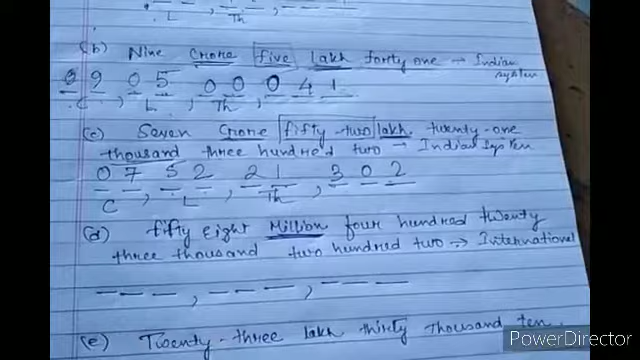 L , Th ,
(b) Nine Crore five lakh forty one → Indian
system
0 9 , 0 5 , 0 0 , 0 4 1
C , L , Th ,
(c) Seven Crore fifty-two lakh twenty-one
thousand three hundred two → Indian System
0 7 , 5 2 , 2 1 , 3 0 2
C L Th
(d) fifty eight Million four hundred twenty
three thousand two hundred two → International
_ _ _ , _ _ _ , _ _ _
(e) Twenty-three lakh thirty thousand ten.
PowerDirector